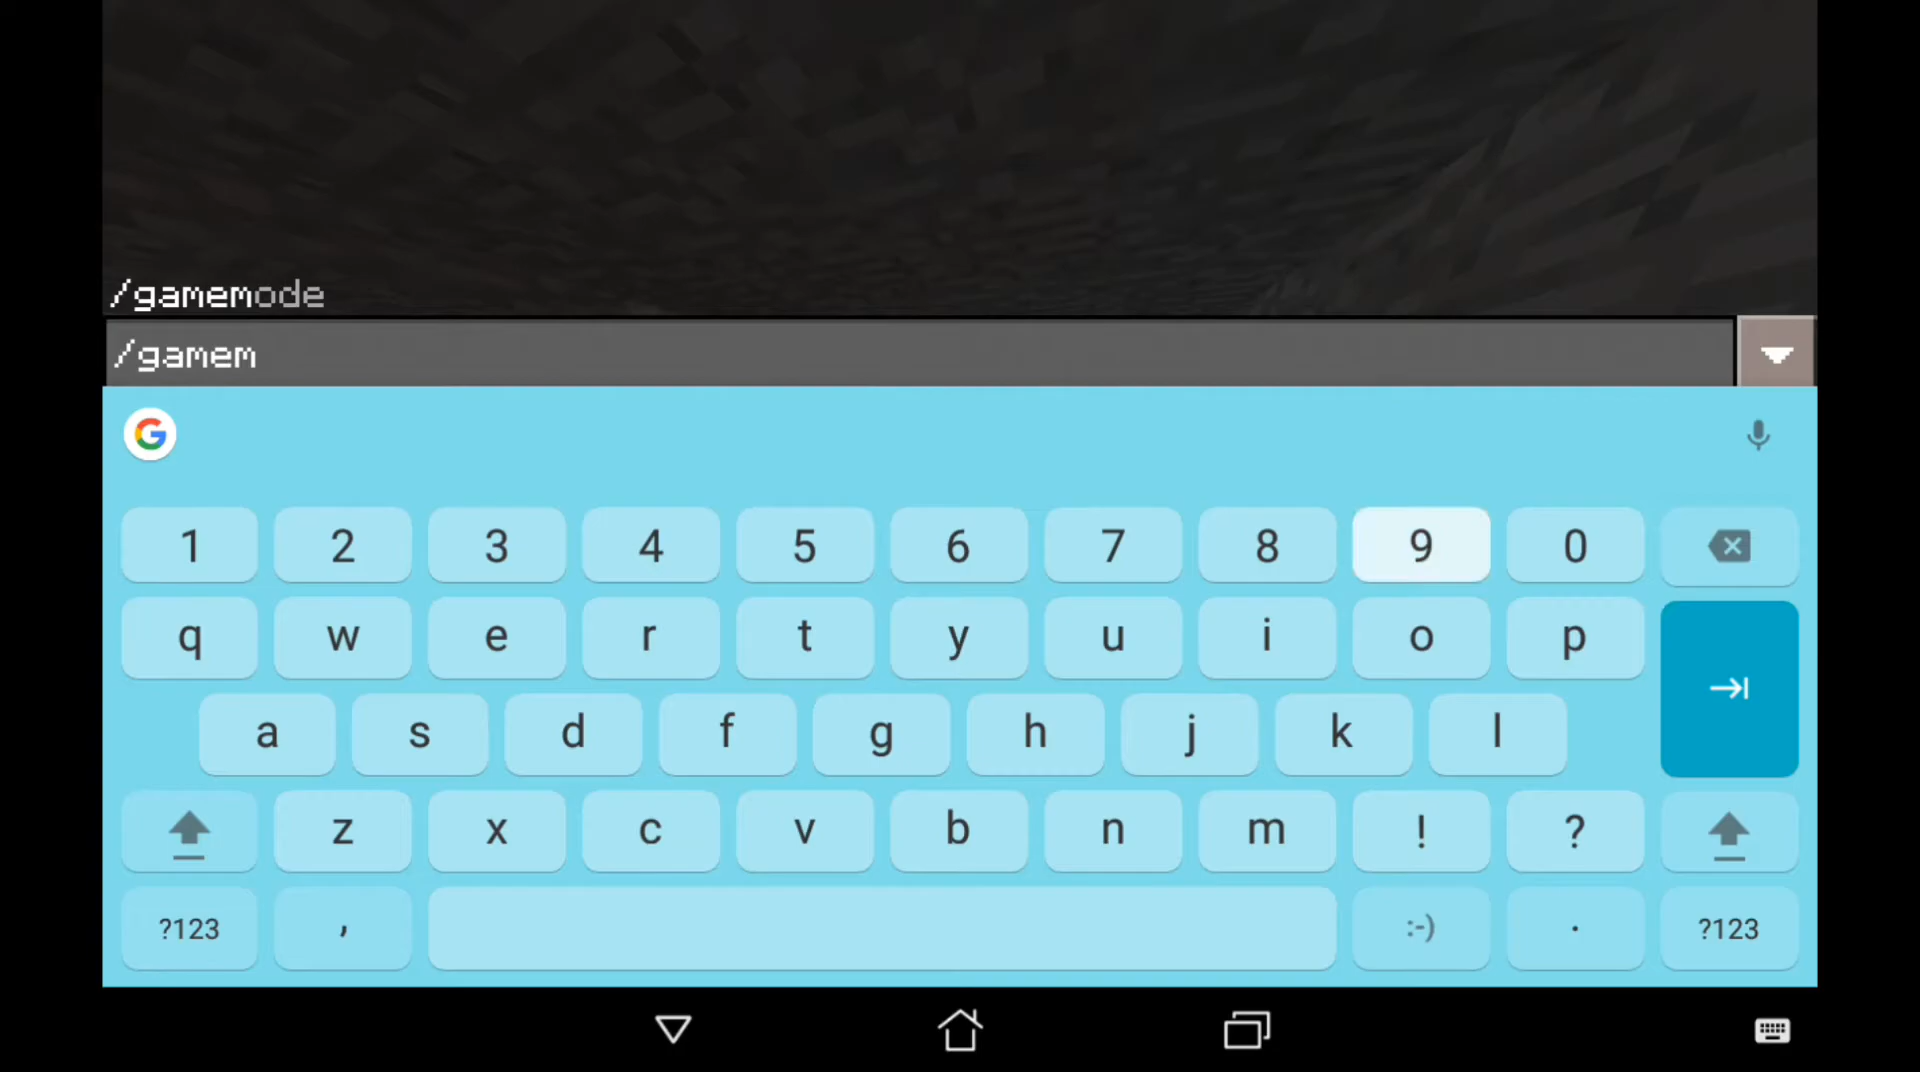 /gamemode
/gamem
G
1 2 3 4 5 6 7 8 9 0
q w e r t y u i o p
a s d f g h j k l
z x c v b n m ! ?
?123 , :-) . ?123